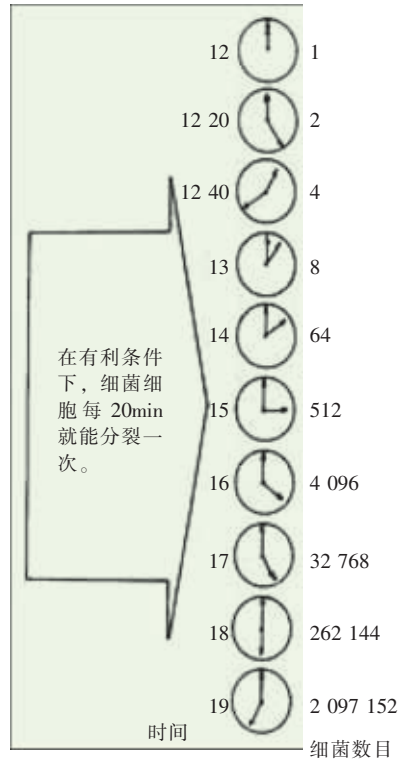 12 1
12 20 2
12 40 4
13 8
14 64
在有利条件
下，细菌细
胞每 20min
就能分裂一
次。
15 512
16 4 096
17 32 768
18 262 144
19 2 097 152
时间
细菌数目